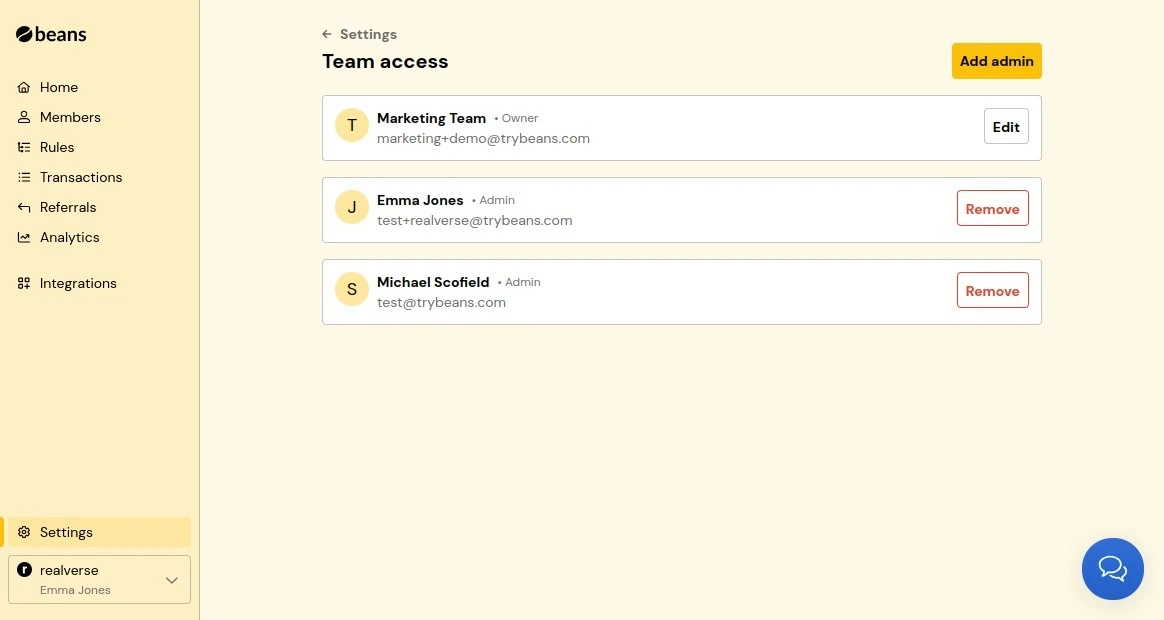 beans
Home
Members
Rules
Transactions
Referrals
Analytics
Integrations
Settings
r realverse
Emma Jones
← Settings
Team access
Add admin
T
Marketing Team • Owner
marketing+demo@trybeans.com
Edit
J
Emma Jones • Admin
test+realverse@trybeans.com
Remove
S
Michael Scofield • Admin
test@trybeans.com
Remove